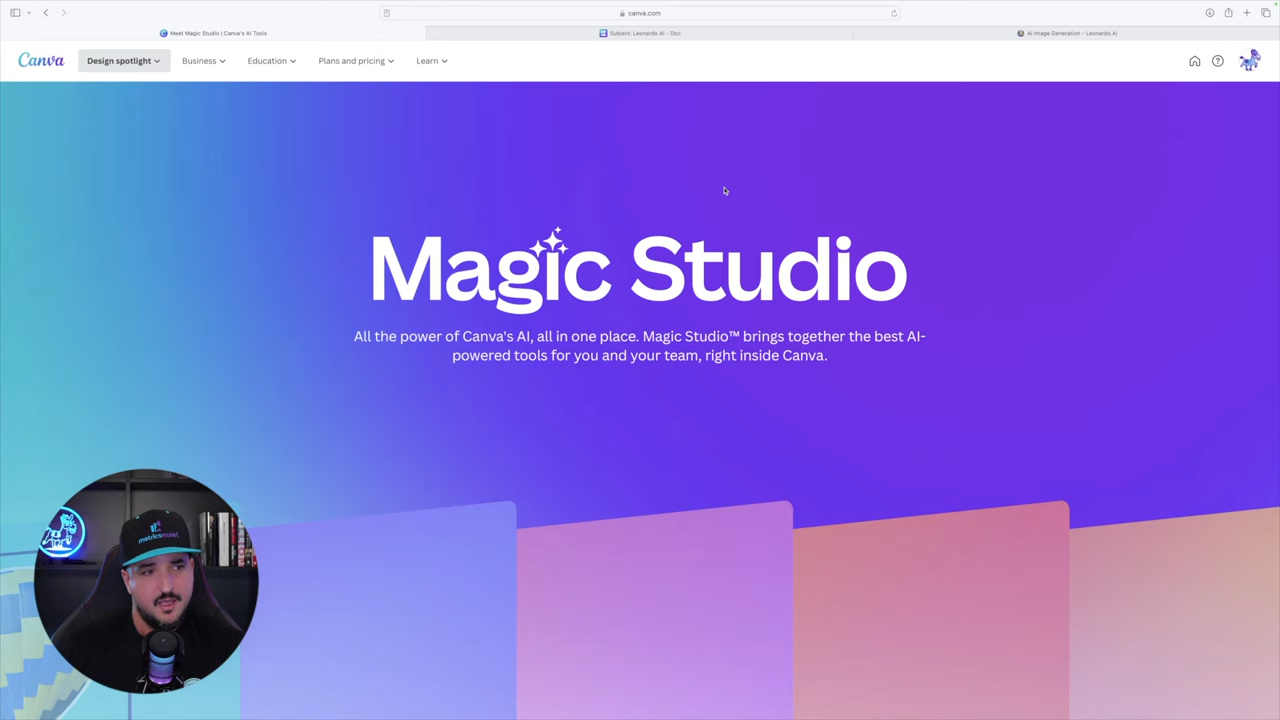 canva.com
Meet Magic Studio | Canva's AI Tools
Subject: Leonardo AI - Doc
AI Image Generation - Leonardo.Ai
Canva
Design spotlight
Business
Education
Plans and pricing
Learn
Magic Studio
All the power of Canva's AI, all in one place. Magic Studio™ brings together the best AI-
powered tools for you and your team, right inside Canva.
metricsmule